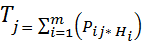 T_j = ∑_{i=1}^{m} (P_{ij* H_i})